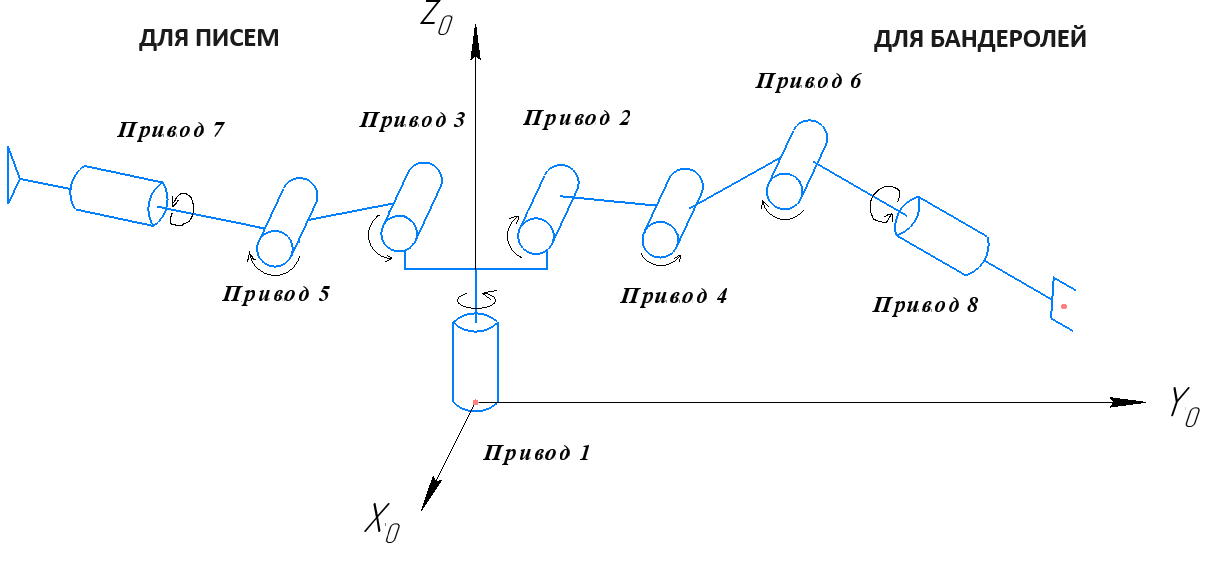 Z0
ДЛЯ ПИСЕМ
ДЛЯ БАНДЕРОЛЕЙ
Привод 6
Привод 7
Привод 3
Привод 2
Привод 5
Привод 4
Привод 8
Y0
Привод 1
X0